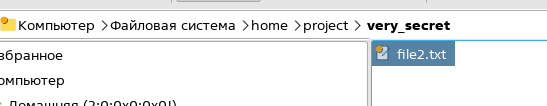 Компьютер > Файловая система > home > project > very_secret
збранное
file2.txt
омпьютер
Домашняя (2:0:0x0:0x0!)